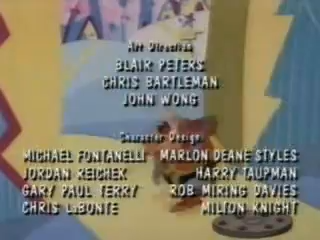 Art Direction
BLAIR PETERS
CHRIS BARTLEMAN
JOHN WONG
Character Design
MICHAEL FONTANELLI MARLON DEANE STYLES
JORDAN REICHEK HARRY TAUPMAN
GARY PAUL TERRY ROB MIRING DAVIES
CHRIS LaBONTE MILTON KNIGHT